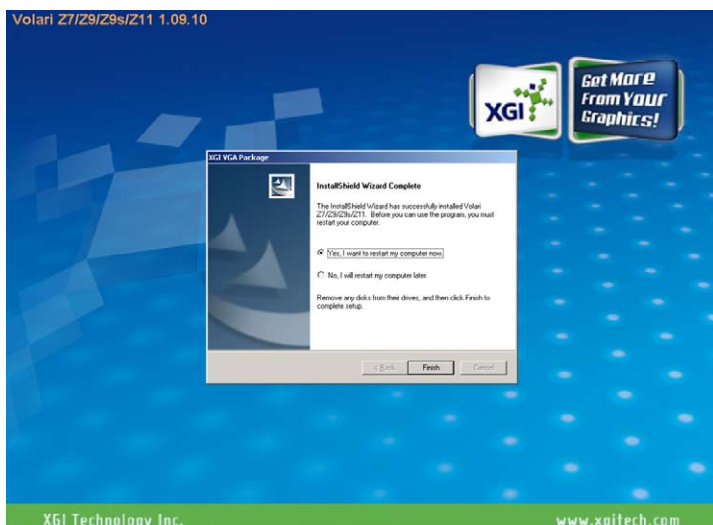 Volari Z7/Z9/Z9s/Z11 1.09.10
XGI
Get More
From Your
Graphics!
XGI VGA Package
InstallShield Wizard Complete
The InstallShield Wizard has successfully installed Volari
Z7/Z9/Z9s/Z11. Before you can use the program, you must
restart your computer.
Yes, I want to restart my computer now.
No, I will restart my computer later.
Remove any disks from their drives, and then click Finish to
complete setup.
< Back
Finish
Cancel
XGI Technology Inc.
www.xgitech.com